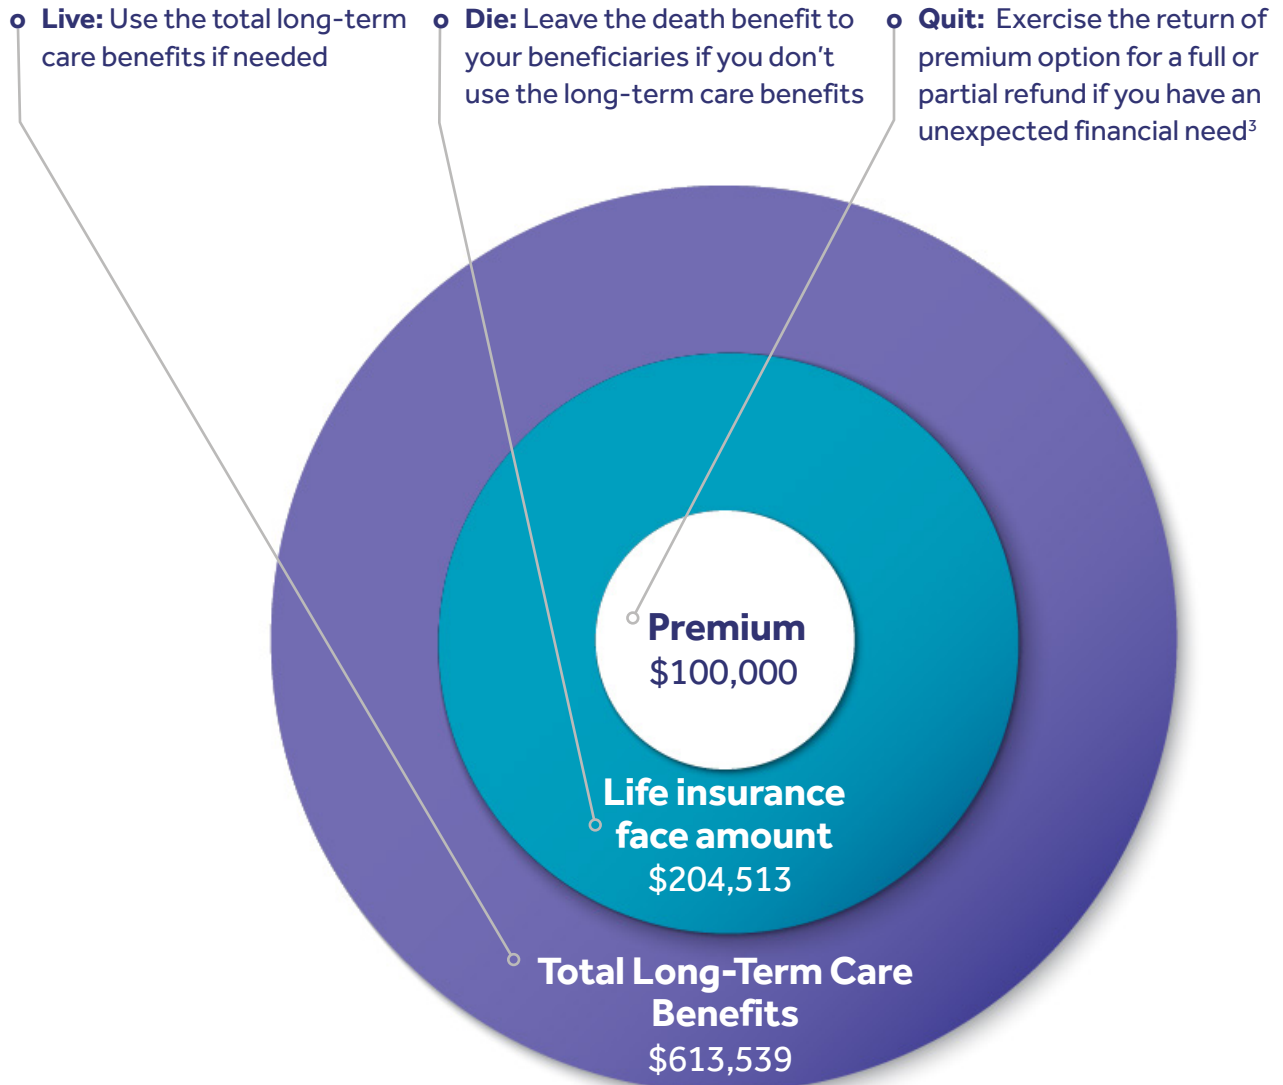 Live: Use the total long-term
care benefits if needed
Die: Leave the death benefit to
your beneficiaries if you don't
use the long-term care benefits
Quit: Exercise the return of
premium option for a full or
partial refund if you have an
unexpected financial need³
Premium
$100,000
Life insurance
face amount
$204,513
Total Long-Term Care
Benefits
$613,539